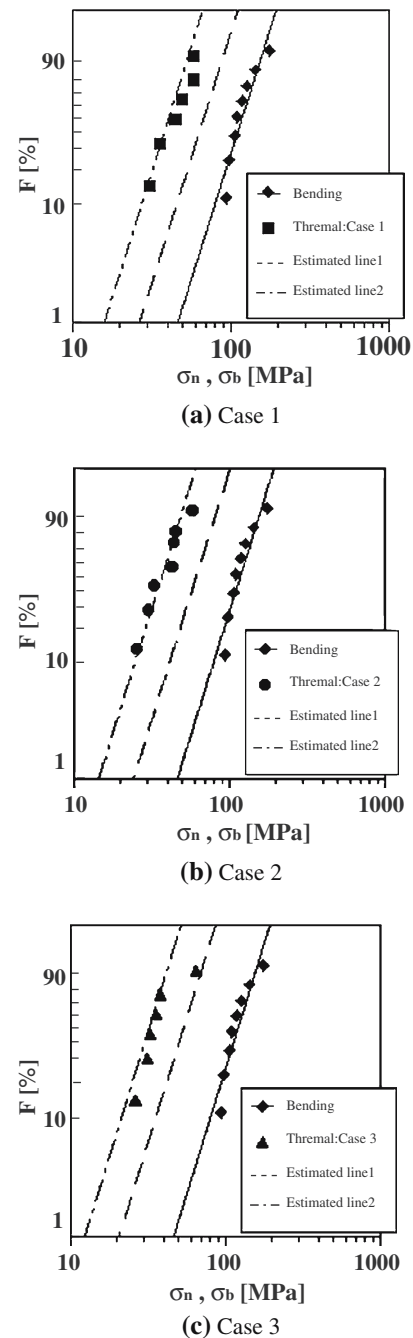 90
F [%]
10
1
Bending
Thremal:Case 1
Estimated line1
Estimated line2
10 100 1000
σn , σb [MPa]
(a) Case 1
90
F [%]
10
1
Bending
Thremal:Case 2
Estimated line1
Estimated line2
10 100 1000
σn , σb [MPa]
(b) Case 2
90
F [%]
10
1
Bending
Thremal:Case 3
Estimated line1
Estimated line2
10 100 1000
σn , σb [MPa]
(c) Case 3